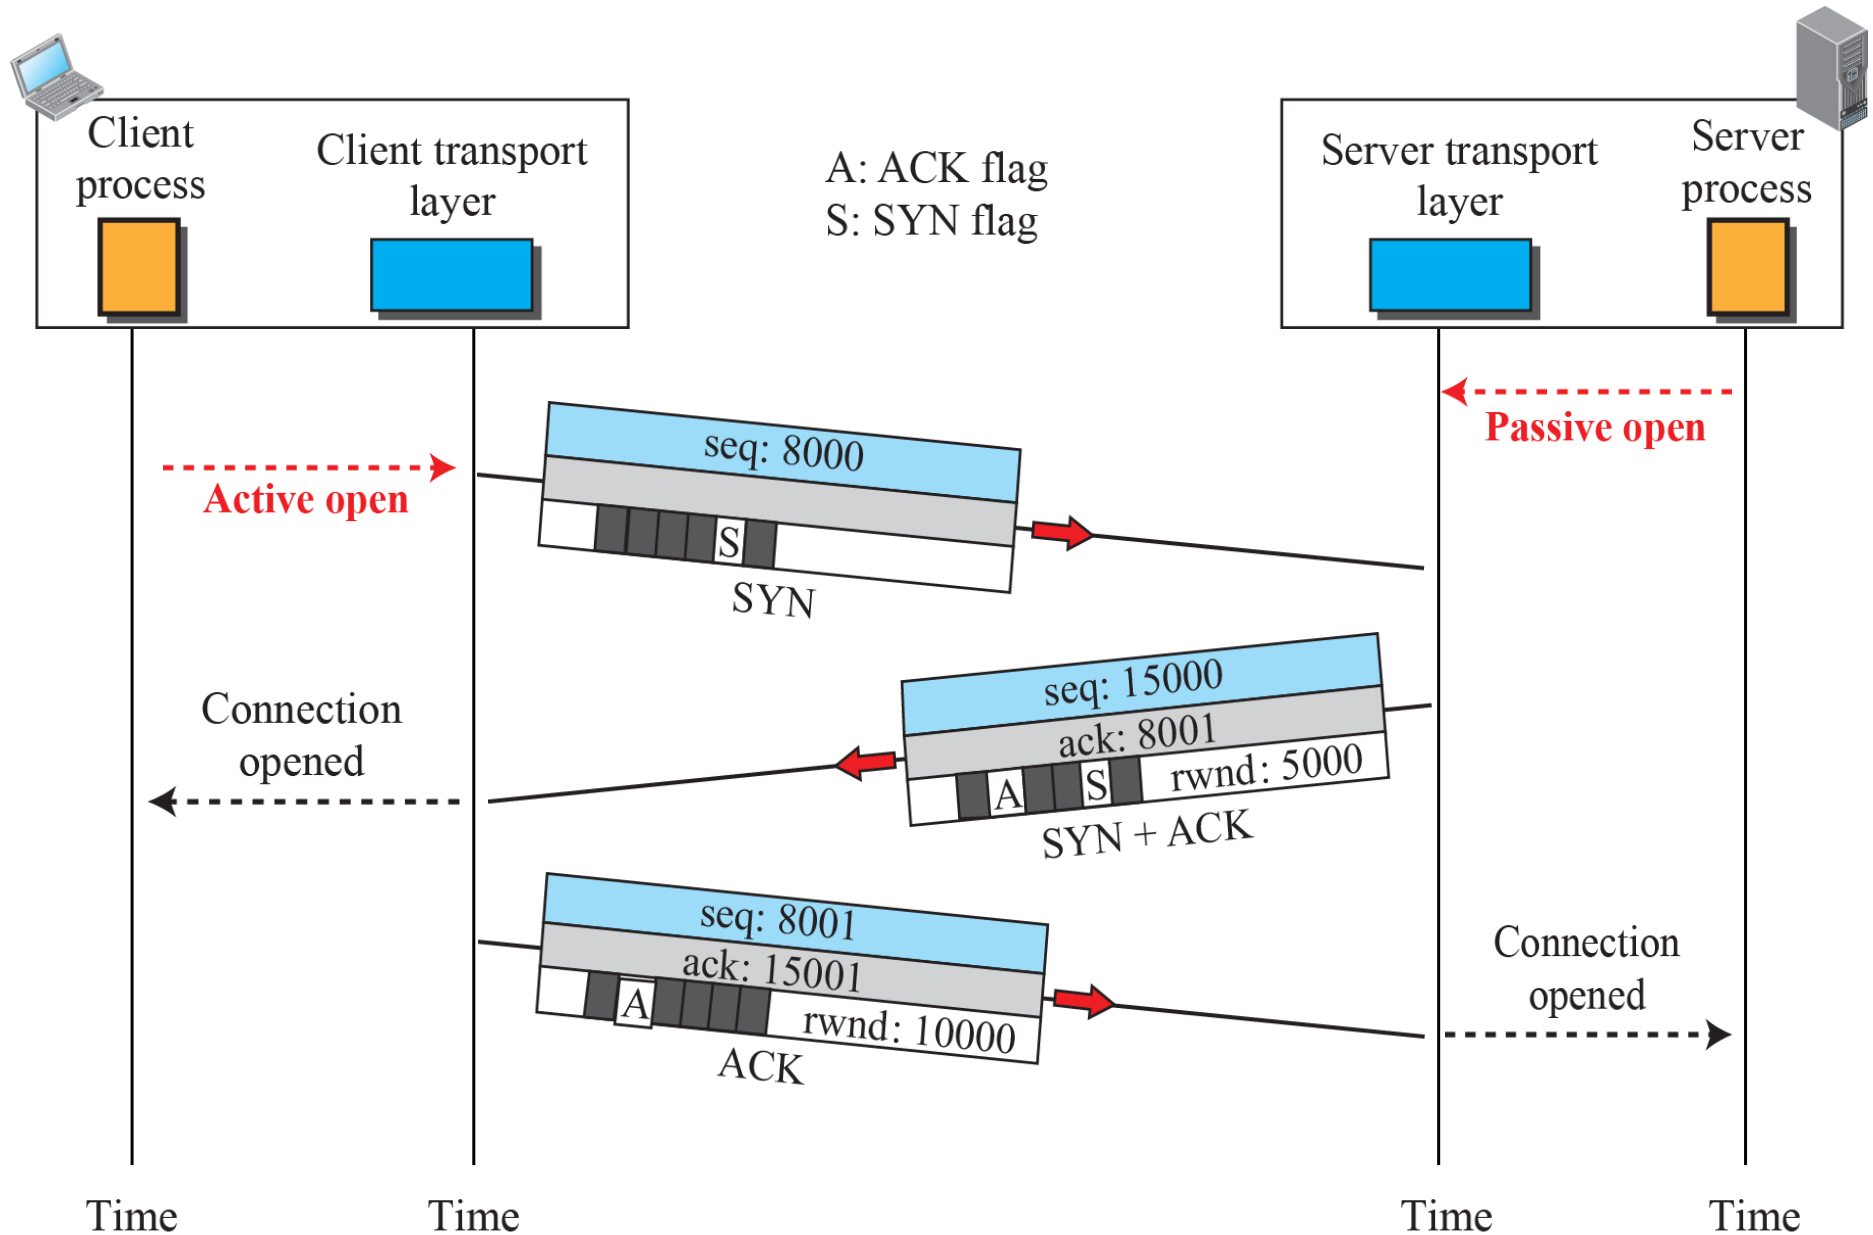 Client
process
Client transport
layer
A: ACK flag
S: SYN flag
Server transport
layer
Server
process
Passive open
Active open
seq: 8000
S
SYN
seq: 15000
ack: 8001
A
S
rwnd: 5000
SYN + ACK
Connection
opened
seq: 8001
ack: 15001
A
rwnd: 10000
ACK
Connection
opened
Time
Time
Time
Time